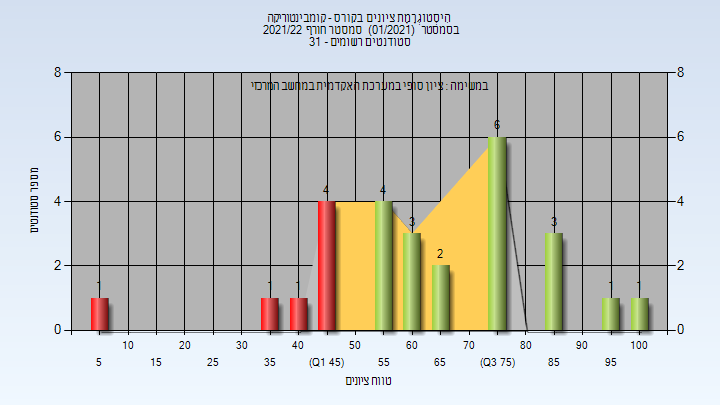 היסטוגרמת ציונים בקורס - קומבינטוריקה
בסמסטר (01/2021) סמסטר חורף 2021/22
סטודנטים רשומים - 31
במשימה : ציון סופי במערכת האקדמית במחשב המרכזי
8 8
6 6
4 4
2 2
0 0
מספר סטודנטים
1 1 1 4 4 3 2 6 3 1 1
10 20 30 40 50 60 70 80 90 100
5 15 25 35 (Q1 45) 55 65 (Q3 75) 85 95
טווח ציונים